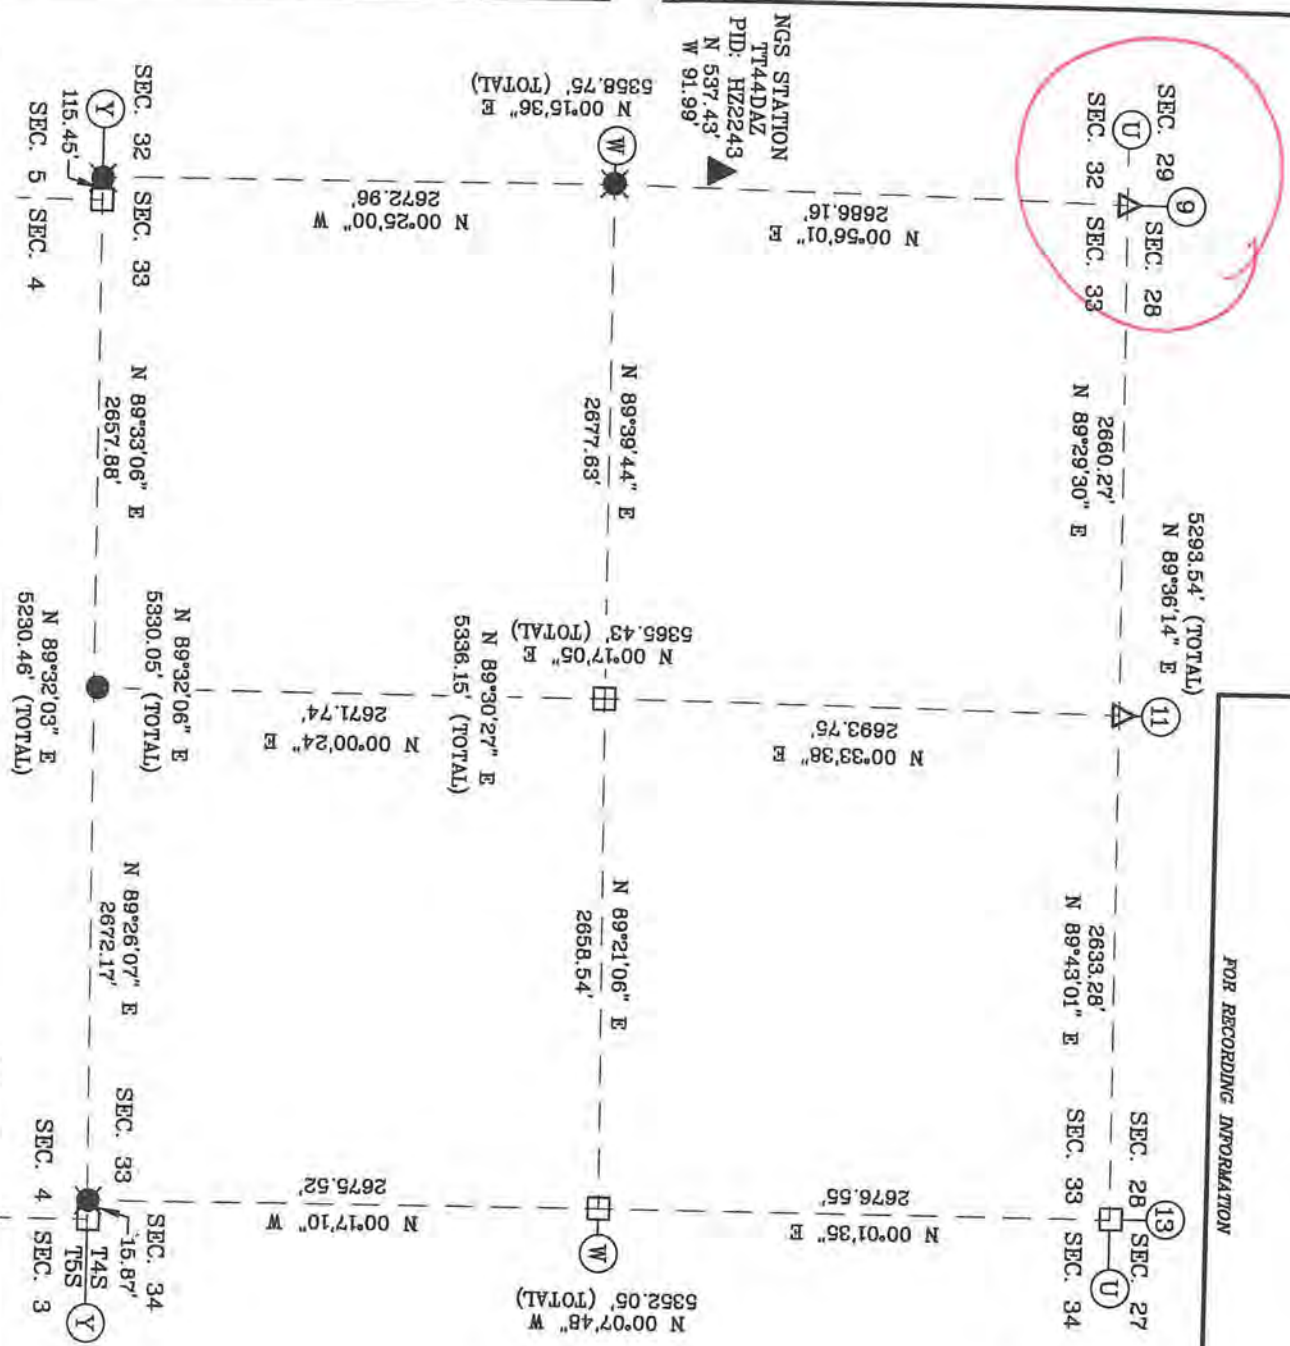 FOR RECORDING INFORMATION
SEC. 29
SEC. 28
9
U
SEC. 32
SEC. 33
5293.54' (TOTAL)
N 89°36'14" E
11
2660.27'
N 89°29'30" E
2633.28'
N 89°43'01" E
SEC. 28
SEC. 27
13
U
SEC. 33
SEC. 34
NGS STATION
TT44DAZ
PID: HZ2243
N 537.43'
W 91.99'
N 00°56'01" E
2686.16'
N 00°33'38" E
2693.75'
N 00°01'35" E
2676.55'
N 00°15'36" E
5358.75' (TOTAL)
W
N 89°39'44" E
2677.63'
N 00°17'05" E
5365.43' (TOTAL)
N 89°21'06" E
2658.54'
W
N 00°07'48" W
5352.05' (TOTAL)
N 89°30'27" E
5336.15' (TOTAL)
N 00°25'00" W
2672.96'
N 00°00'24" E
2671.74'
N 00°17'10" W
2675.52'
SEC. 32
SEC. 33
Y
115.45'
SEC. 5
SEC. 4
N 89°33'06" E
2657.88'
N 89°32'06" E
5330.05' (TOTAL)
N 89°32'03" E
5230.46' (TOTAL)
N 89°26'07" E
2672.17'
SEC. 33
SEC. 34
15.87'
T4S
T5S
Y
SEC. 4
SEC. 3